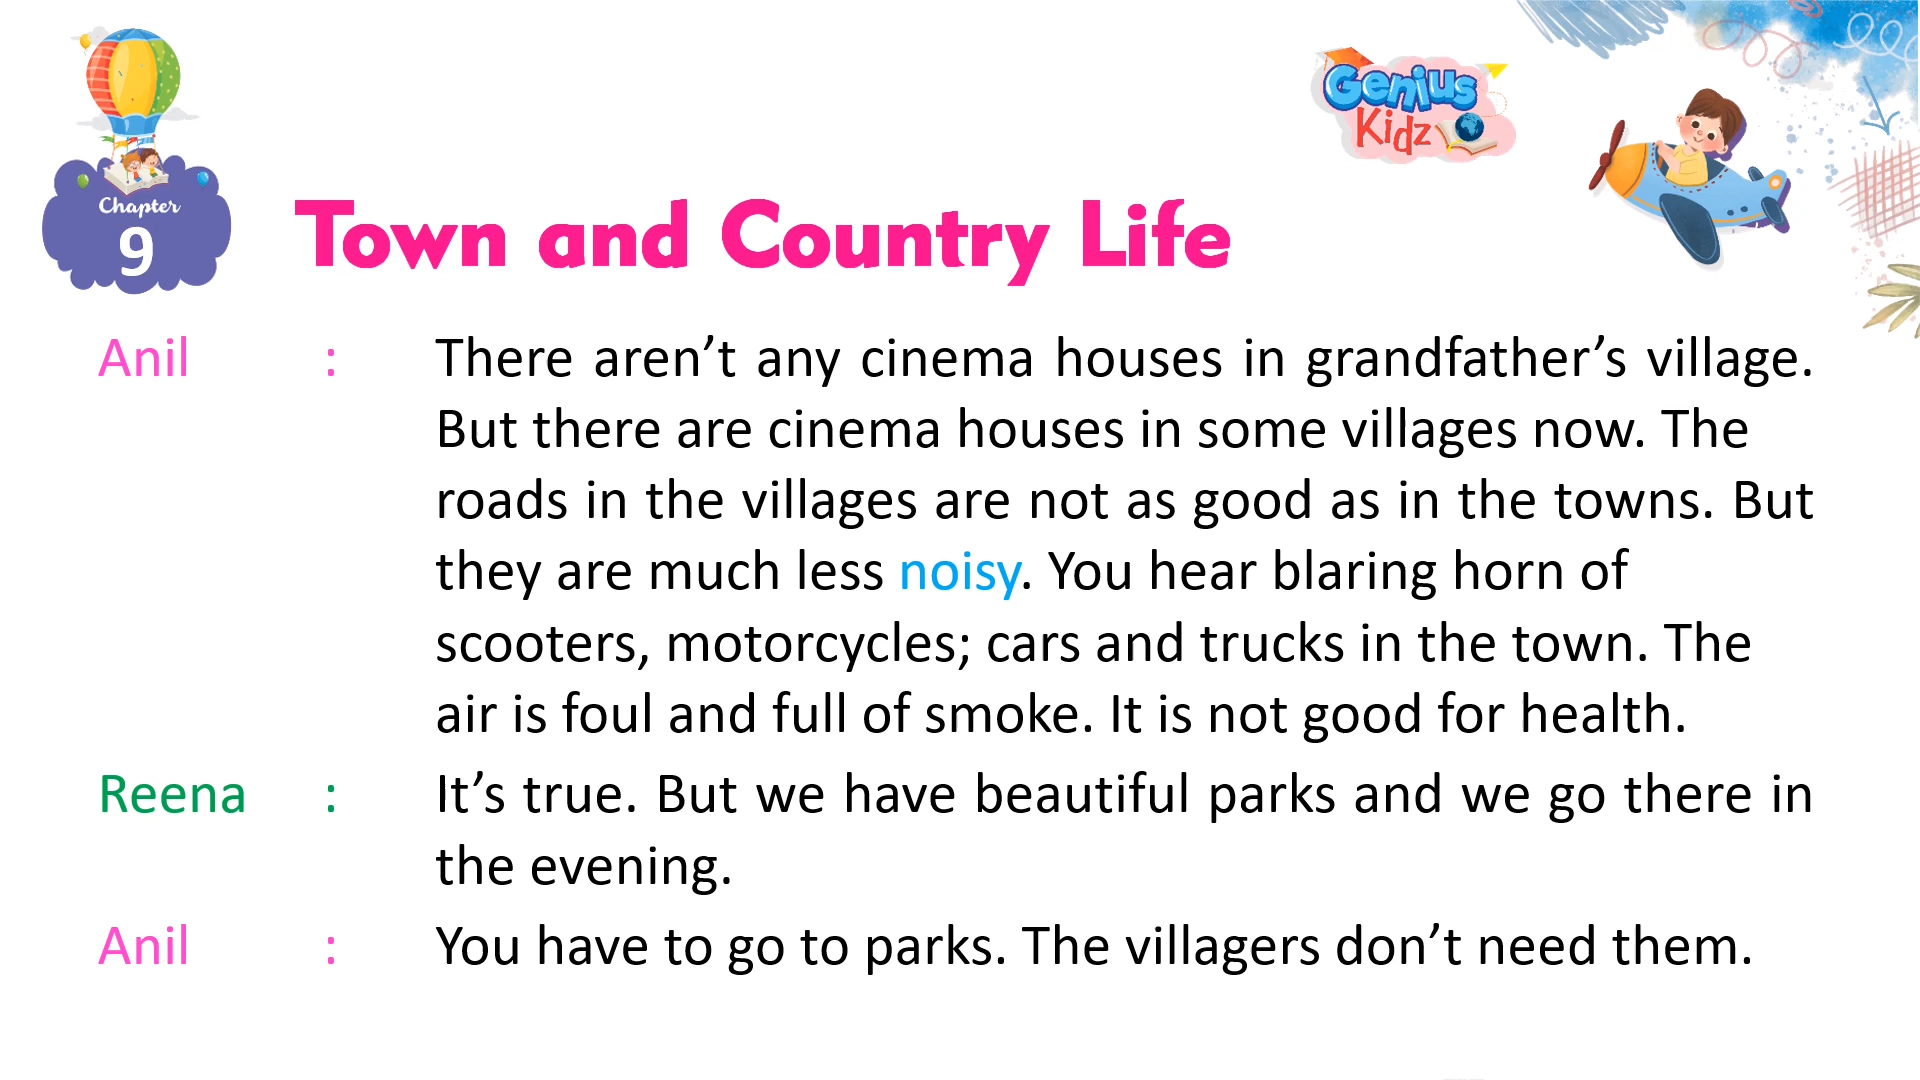 Genius
Kidz
Chapter
9
Town and Country Life
Anil : There aren’t any cinema houses in grandfather’s village.
But there are cinema houses in some villages now. The
roads in the villages are not as good as in the towns. But
they are much less noisy. You hear blaring horn of
scooters, motorcycles; cars and trucks in the town. The
air is foul and full of smoke. It is not good for health.
Reena : It’s true. But we have beautiful parks and we go there in
the evening.
Anil : You have to go to parks. The villagers don’t need them.